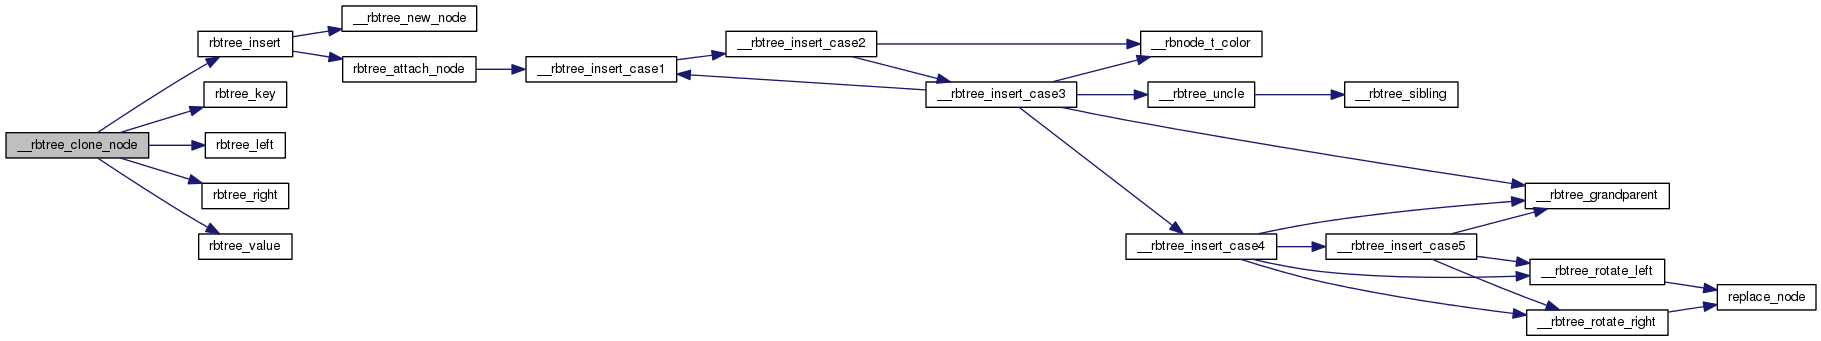 __rbtree_new_node
rbtree_insert
__rbtree_insert_case2
__rbnode_t_color
rbtree_attach_node
__rbtree_insert_case1
rbtree_key
__rbtree_insert_case3
__rbtree_uncle
__rbtree_sibling
__rbtree_clone_node
rbtree_left
rbtree_right
__rbtree_grandparent
rbtree_value
__rbtree_insert_case4
__rbtree_insert_case5
__rbtree_rotate_left
replace_node
__rbtree_rotate_right